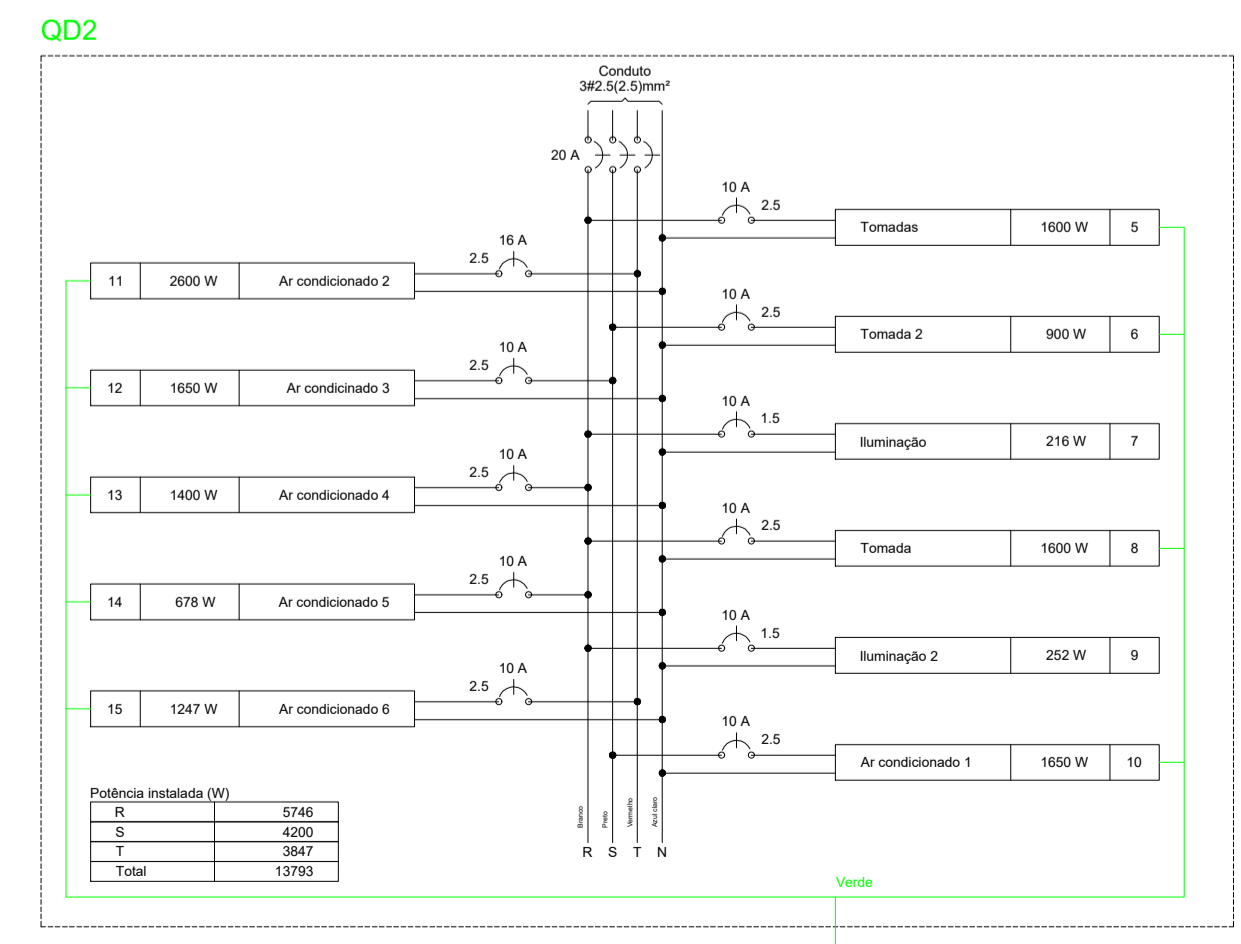 QD2
Conduto
3#2.5(2.5)mm²
20 A
10 A
2.5
Tomadas 1600 W 5
16 A
2.5
11 2600 W Ar condicionado 2
10 A
2.5
Tomada 2 900 W 6
10 A
2.5
12 1650 W Ar condicinado 3
10 A
1.5
Iluminação 216 W 7
10 A
2.5
13 1400 W Ar condicionado 4
10 A
2.5
Tomada 1600 W 8
10 A
2.5
14 678 W Ar condicionado 5
10 A
1.5
Iluminação 2 252 W 9
10 A
2.5
15 1247 W Ar condicionado 6
10 A
2.5
Ar condicionado 1 1650 W 10
Potência instalada (W)
R 5746
S 4200
T 3847
Total 13793
Branco
Preto
Vermelho
Azul claro
R S T N
Verde